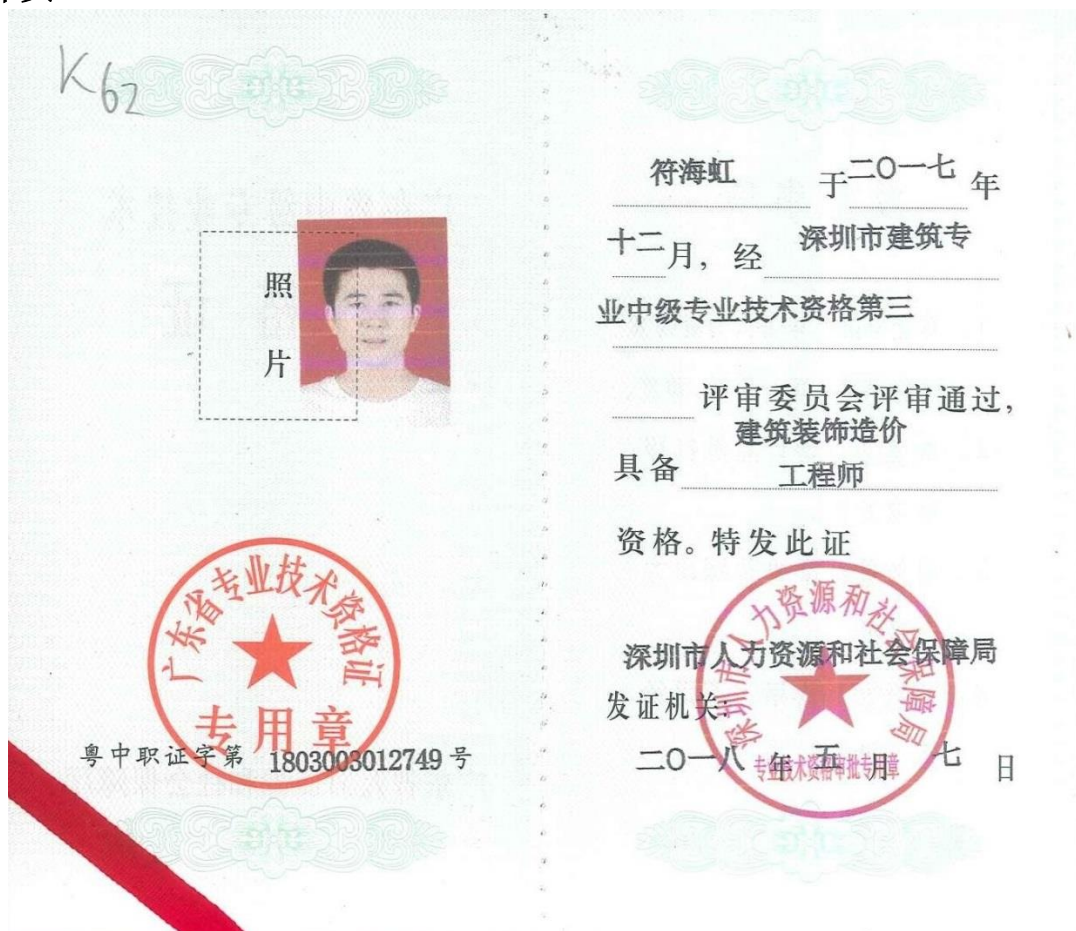 K62
照
片
广东省专业技术资格证
专用章
粤中职证字第 1803003012749 号
符海虹 于二〇一七年
十二月，经 深圳市建筑专
业中级专业技术资格第三
评审委员会评审通过，
建筑装饰造价
具备 工程师
资格。特发此证
深圳市人力资源和社会保障局
深圳市人力资源和社会保障局
发证机关：
专业技术资格审批专用章
二〇一八 年 五 月 七 日